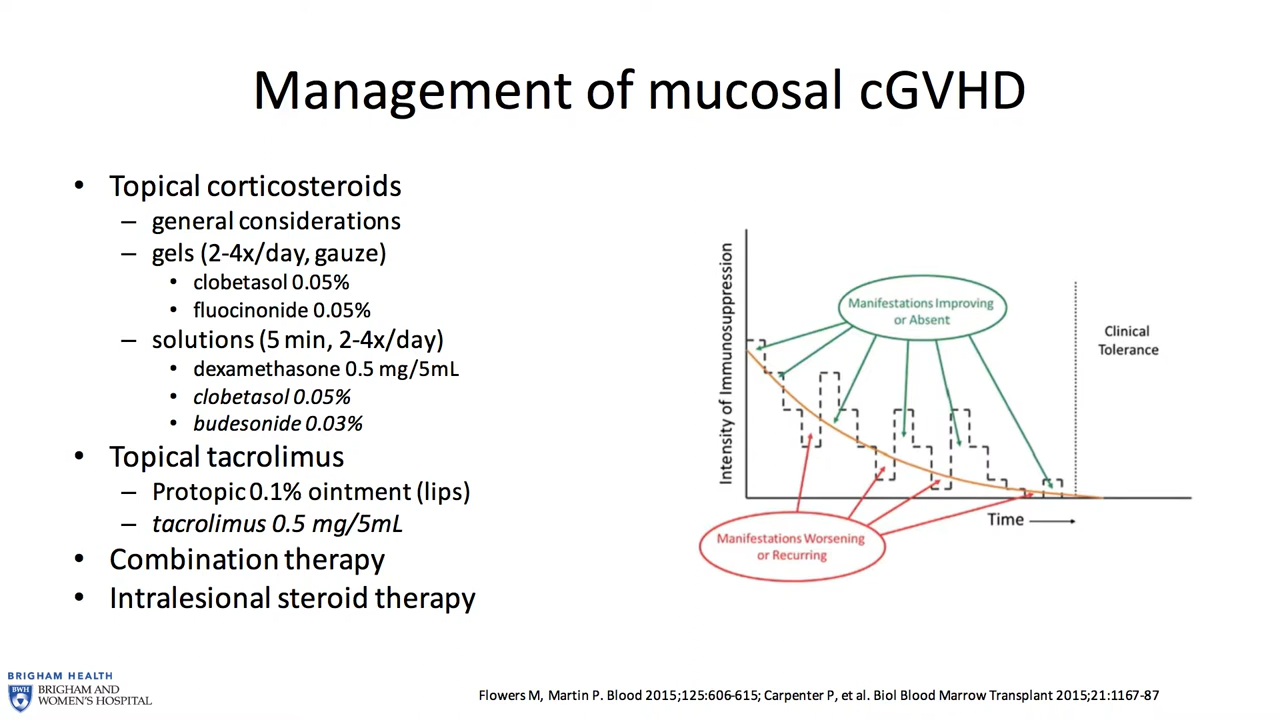 Management of mucosal cGVHD
• Topical corticosteroids
– general considerations
– gels (2-4x/day, gauze)
• clobetasol 0.05%
• fluocinonide 0.05%
– solutions (5 min, 2-4x/day)
• dexamethasone 0.5 mg/5mL
• clobetasol 0.05%
• budesonide 0.03%
• Topical tacrolimus
– Protopic 0.1% ointment (lips)
– tacrolimus 0.5 mg/5mL
• Combination therapy
• Intralesional steroid therapy
Intensity of Immunosuppression
Manifestations Improving
or Absent
Clinical
Tolerance
Time
Manifestations Worsening
or Recurring
BRIGHAM HEALTH
BWH
BRIGHAM AND
WOMEN'S HOSPITAL
Flowers M, Martin P. Blood 2015;125:606-615; Carpenter P, et al. Biol Blood Marrow Transplant 2015;21:1167-87